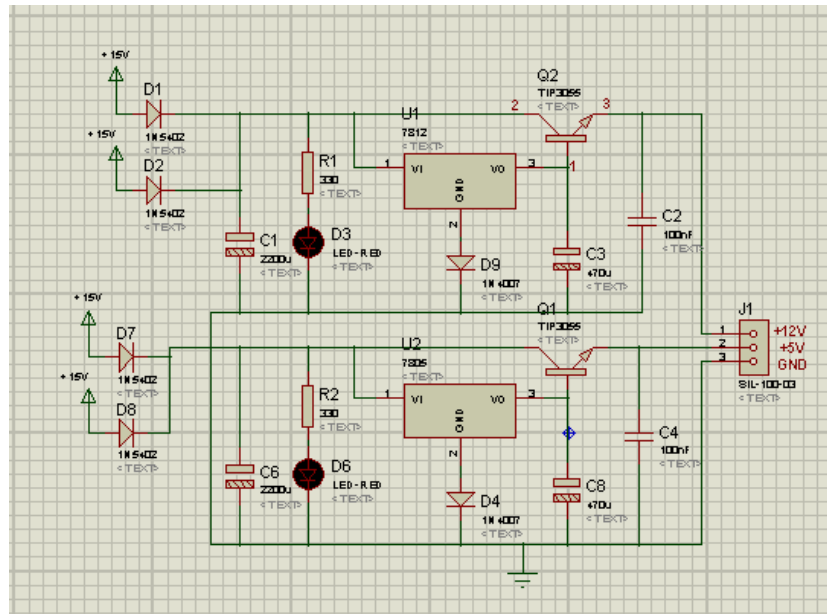 +15V
D1
1N5402
<TEXT>
+15V
D2
1N5402
<TEXT>
C1
2200u
<TEXT>
R1
330
<TEXT>
D3
LED-RED
<TEXT>
U1
7812
<TEXT>
1
VI
VO
3
GND
2
D9
1N4007
<TEXT>
Q2
TIP3055
<TEXT>
2
3
1
C3
470u
<TEXT>
C2
100nF
<TEXT>
+15V
D7
1N5402
<TEXT>
+15V
D8
1N5402
<TEXT>
C6
2200u
<TEXT>
R2
330
<TEXT>
D6
LED-RED
<TEXT>
U2
7805
<TEXT>
1
VI
VO
3
GND
2
D4
1N4007
<TEXT>
Q1
TIP3055
<TEXT>
C8
470u
<TEXT>
C4
100nF
<TEXT>
J1
1
+12V
2
+5V
3
GND
SIL-100-03
<TEXT>